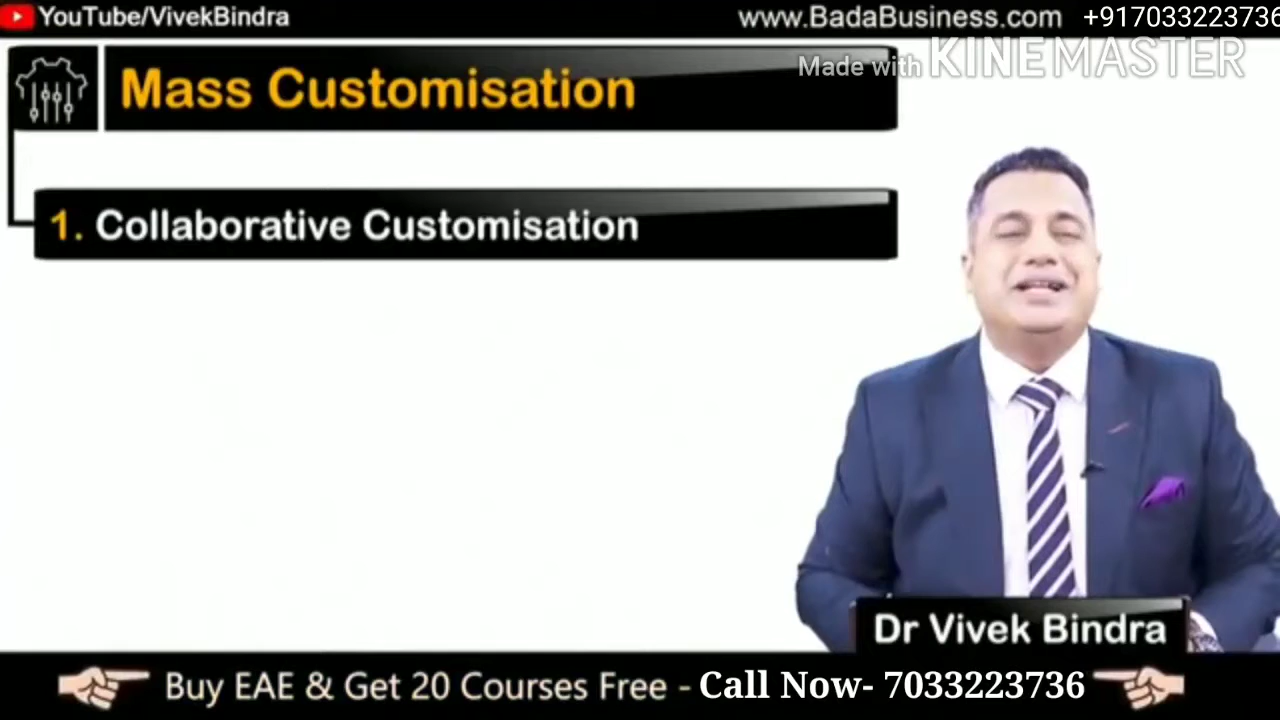 YouTube/VivekBindra
www.BadaBusiness.com +917033223736
Made with KINEMASTER
Mass Customisation
1. Collaborative Customisation
Dr Vivek Bindra
Buy EAE & Get 20 Courses Free - Call Now- 7033223736